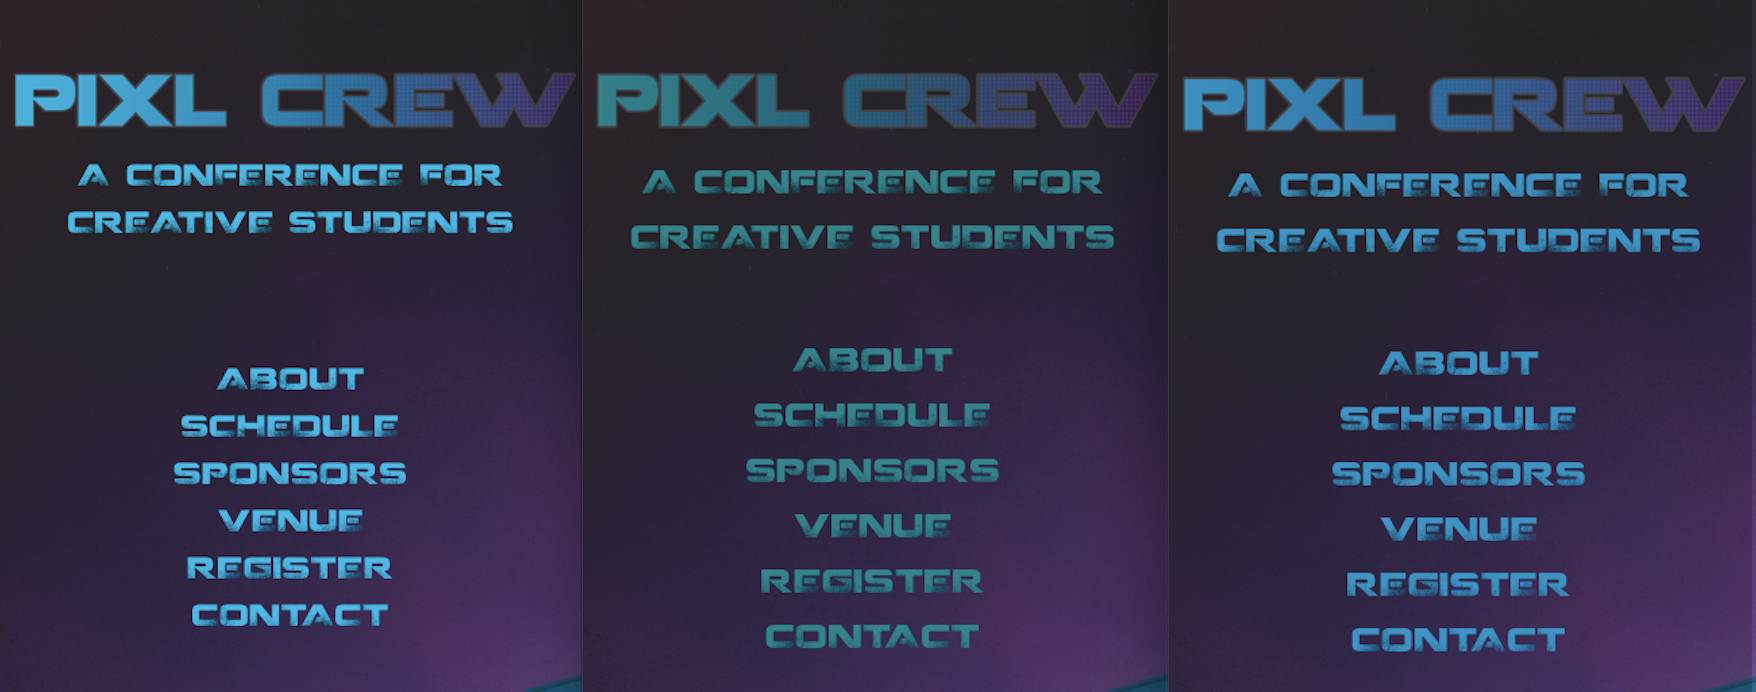 PIXL CREW
A CONFERENCE FOR
CREATIVE STUDENTS
ABOUT
SCHEDULE
SPONSORS
VENUE
REGISTER
CONTACT
PIXL CREW
A CONFERENCE FOR
CREATIVE STUDENTS
ABOUT
SCHEDULE
SPONSORS
VENUE
REGISTER
CONTACT
PIXL CREW
A CONFERENCE FOR
CREATIVE STUDENTS
ABOUT
SCHEDULE
SPONSORS
VENUE
REGISTER
CONTACT